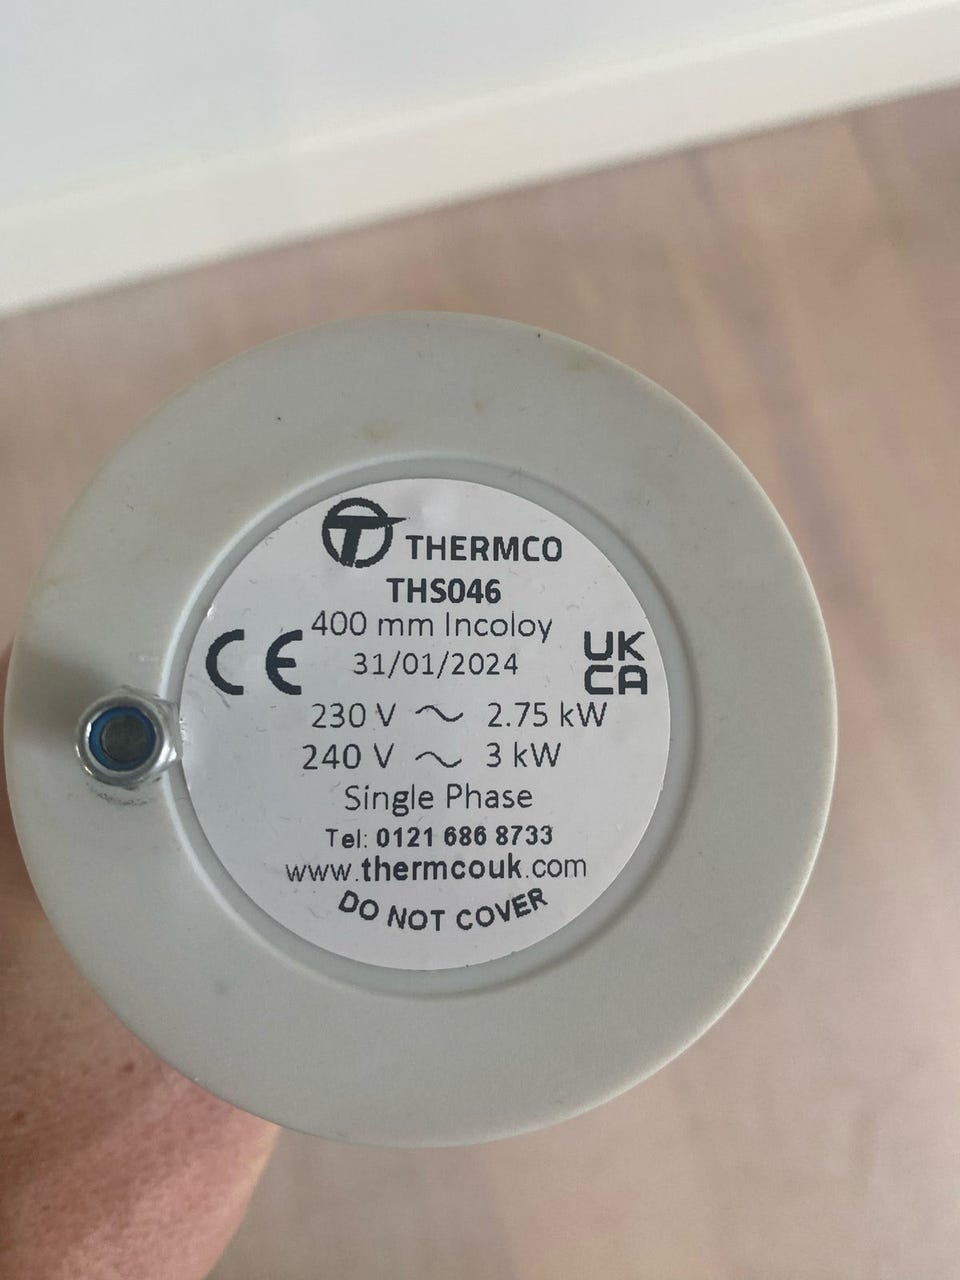 THERMCO
THS046
400 mm Incoloy
CE
31/01/2024
UK
CA
230 V ~ 2.75 kW
240 V ~ 3 kW
Single Phase
Tel: 0121 686 8733
www.thermcouk.com
DO NOT COVER